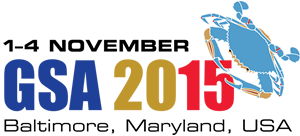 1–4 NOVEMBER
GSA 2015
Baltimore, Maryland, USA